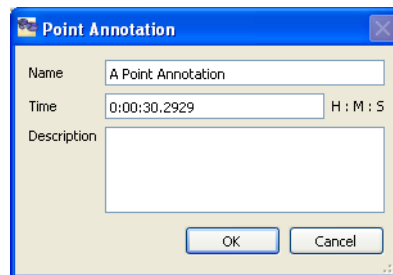 Point Annotation
Name A Point Annotation
Time 0:00:30.2929 H : M : S
Description
OK Cancel